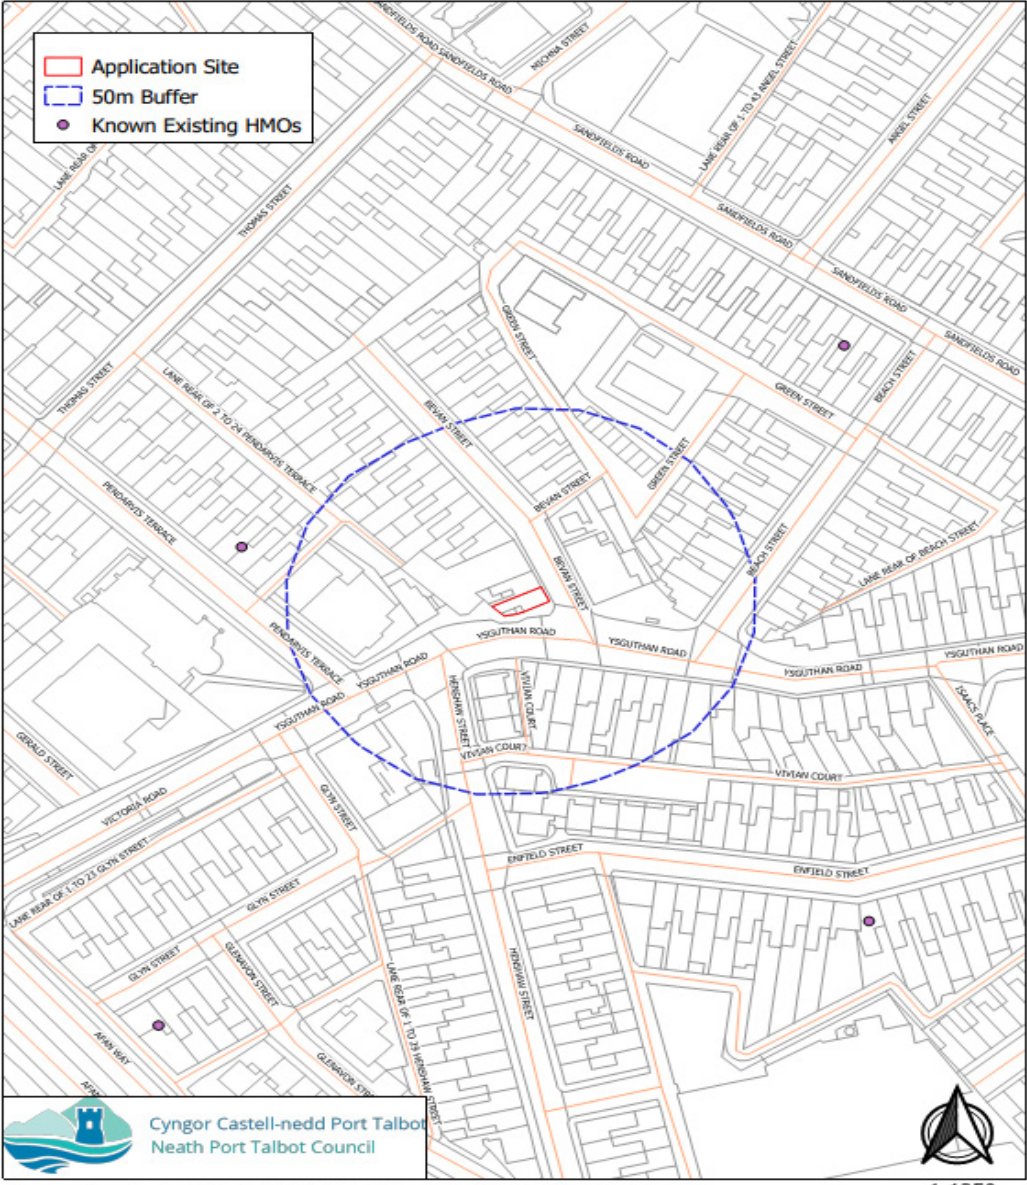 Application Site
50m Buffer
Known Existing HMOs
SANDFIELDS ROAD
SANDFIELDS ROAD
MICHNA STREET
LANE REAR OF 1 TO 43 ANGEL STREET
ANGEL STREET
LANE REAR OF
SANDFIELDS ROAD
THOMAS STREET
SANDFIELDS ROAD
SANDFIELDS ROAD
SANDFIELDS ROAD
GREEN STREET
THOMAS STREET
BEACH STREET
LANE REAR OF 2 TO 24 PENDARVIS TERRACE
GREEN STREET
BEVAN STREET
GREEN STREET
BEVAN STREET
PENDARVIS TERRACE
BEACH STREET
LANE REAR OF BEACH STREET
BEVAN STREET
PENDARVIS TERRACE
YSGUTHAN ROAD
YSGUTHAN ROAD
YSGUTHAN ROAD
YSGUTHAN ROAD
YSGUTHAN ROAD
YSGUTHAN ROAD
HENSHAW STREET
VIVIAN COURT
ISAACS PLACE
GERALD STREET
VIVIAN COURT
VIVIAN COURT
VICTORIA ROAD
GLYN STREET
ENFIELD STREET
ENFIELD STREET
LANE REAR OF 1 TO 23 GLYN STREET
GLYN STREET
GLYN STREET
GLENAVON STREET
HENSHAW STREET
LANE REAR OF 1 TO 29 HENSHAW STREET
AFAN WAY
GLENAVON STR
AFAN
Cyngor Castell-nedd Port Talbot
Neath Port Talbot Council